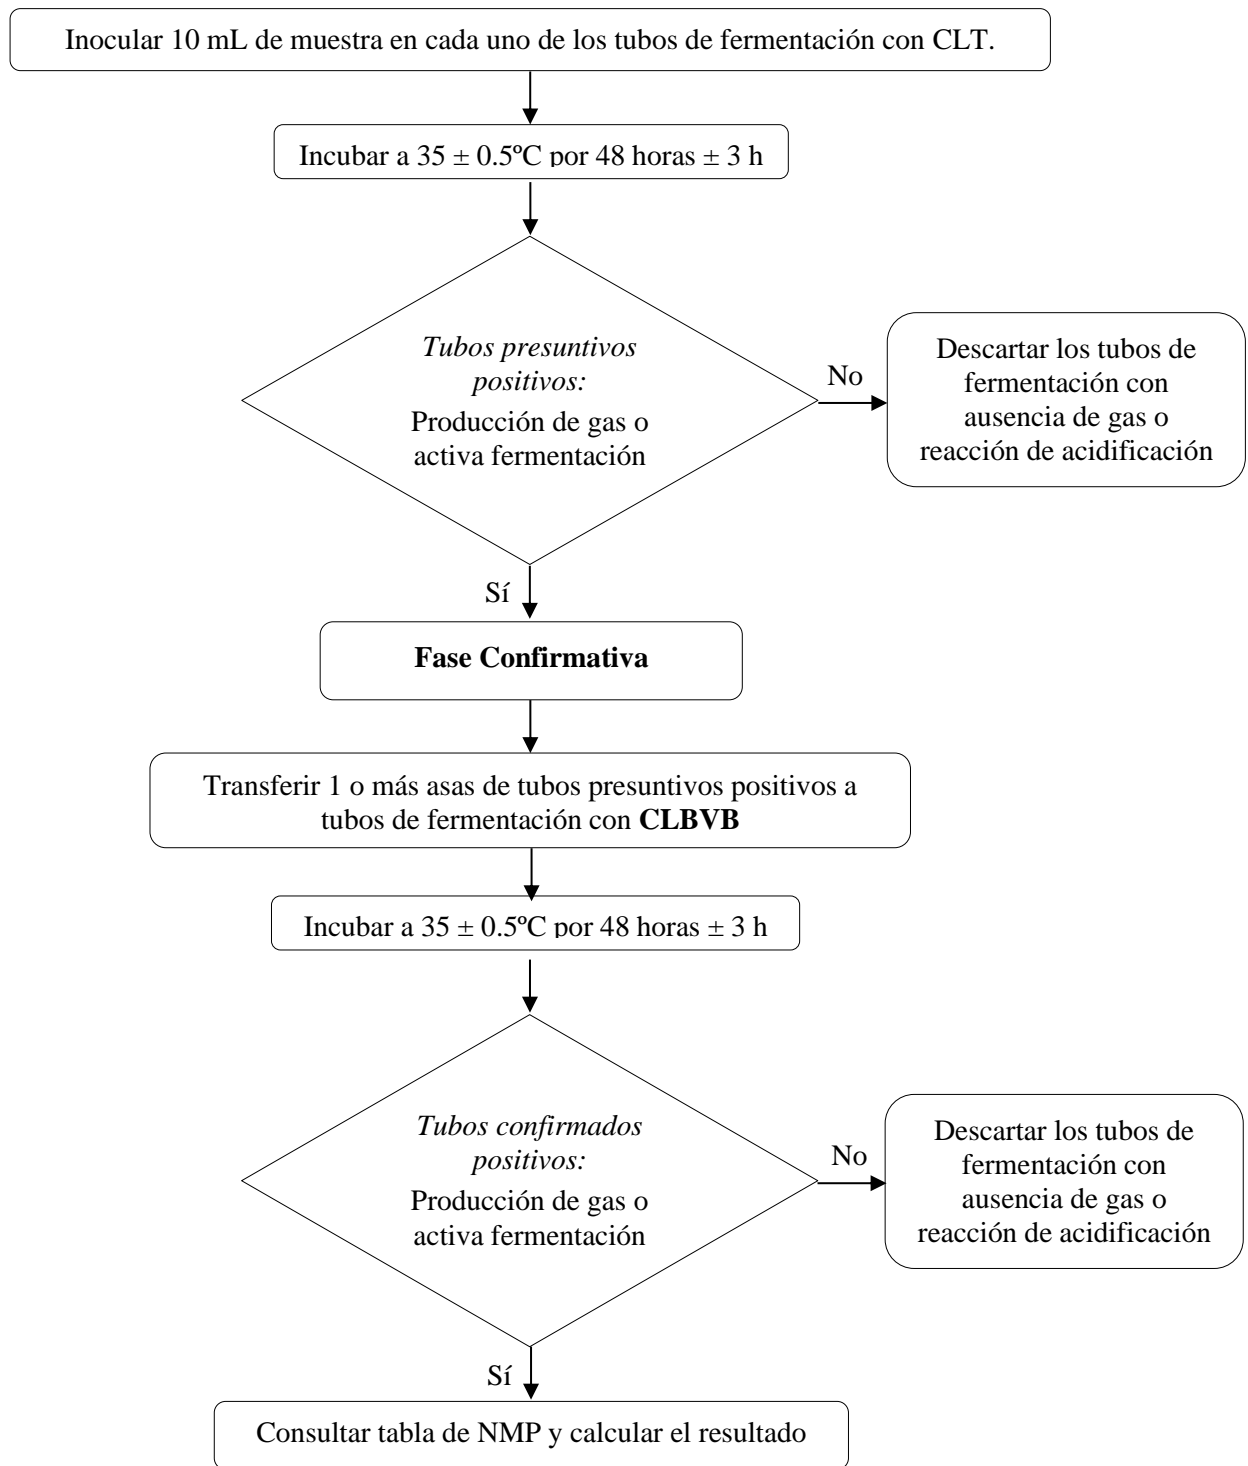 Inocular 10 mL de muestra en cada uno de los tubos de fermentación con CLT.
Incubar a 35 ± 0.5ºC por 48 horas ± 3 h
Tubos presuntivos
positivos:
Producción de gas o
activa fermentación
No
Descartar los tubos de
fermentación con
ausencia de gas o
reacción de acidificación
Sí
Fase Confirmativa
Transferir 1 o más asas de tubos presuntivos positivos a
tubos de fermentación con CLBVB
Incubar a 35 ± 0.5ºC por 48 horas ± 3 h
Tubos confirmados
positivos:
Producción de gas o
activa fermentación
No
Descartar los tubos de
fermentación con
ausencia de gas o
reacción de acidificación
Sí
Consultar tabla de NMP y calcular el resultado